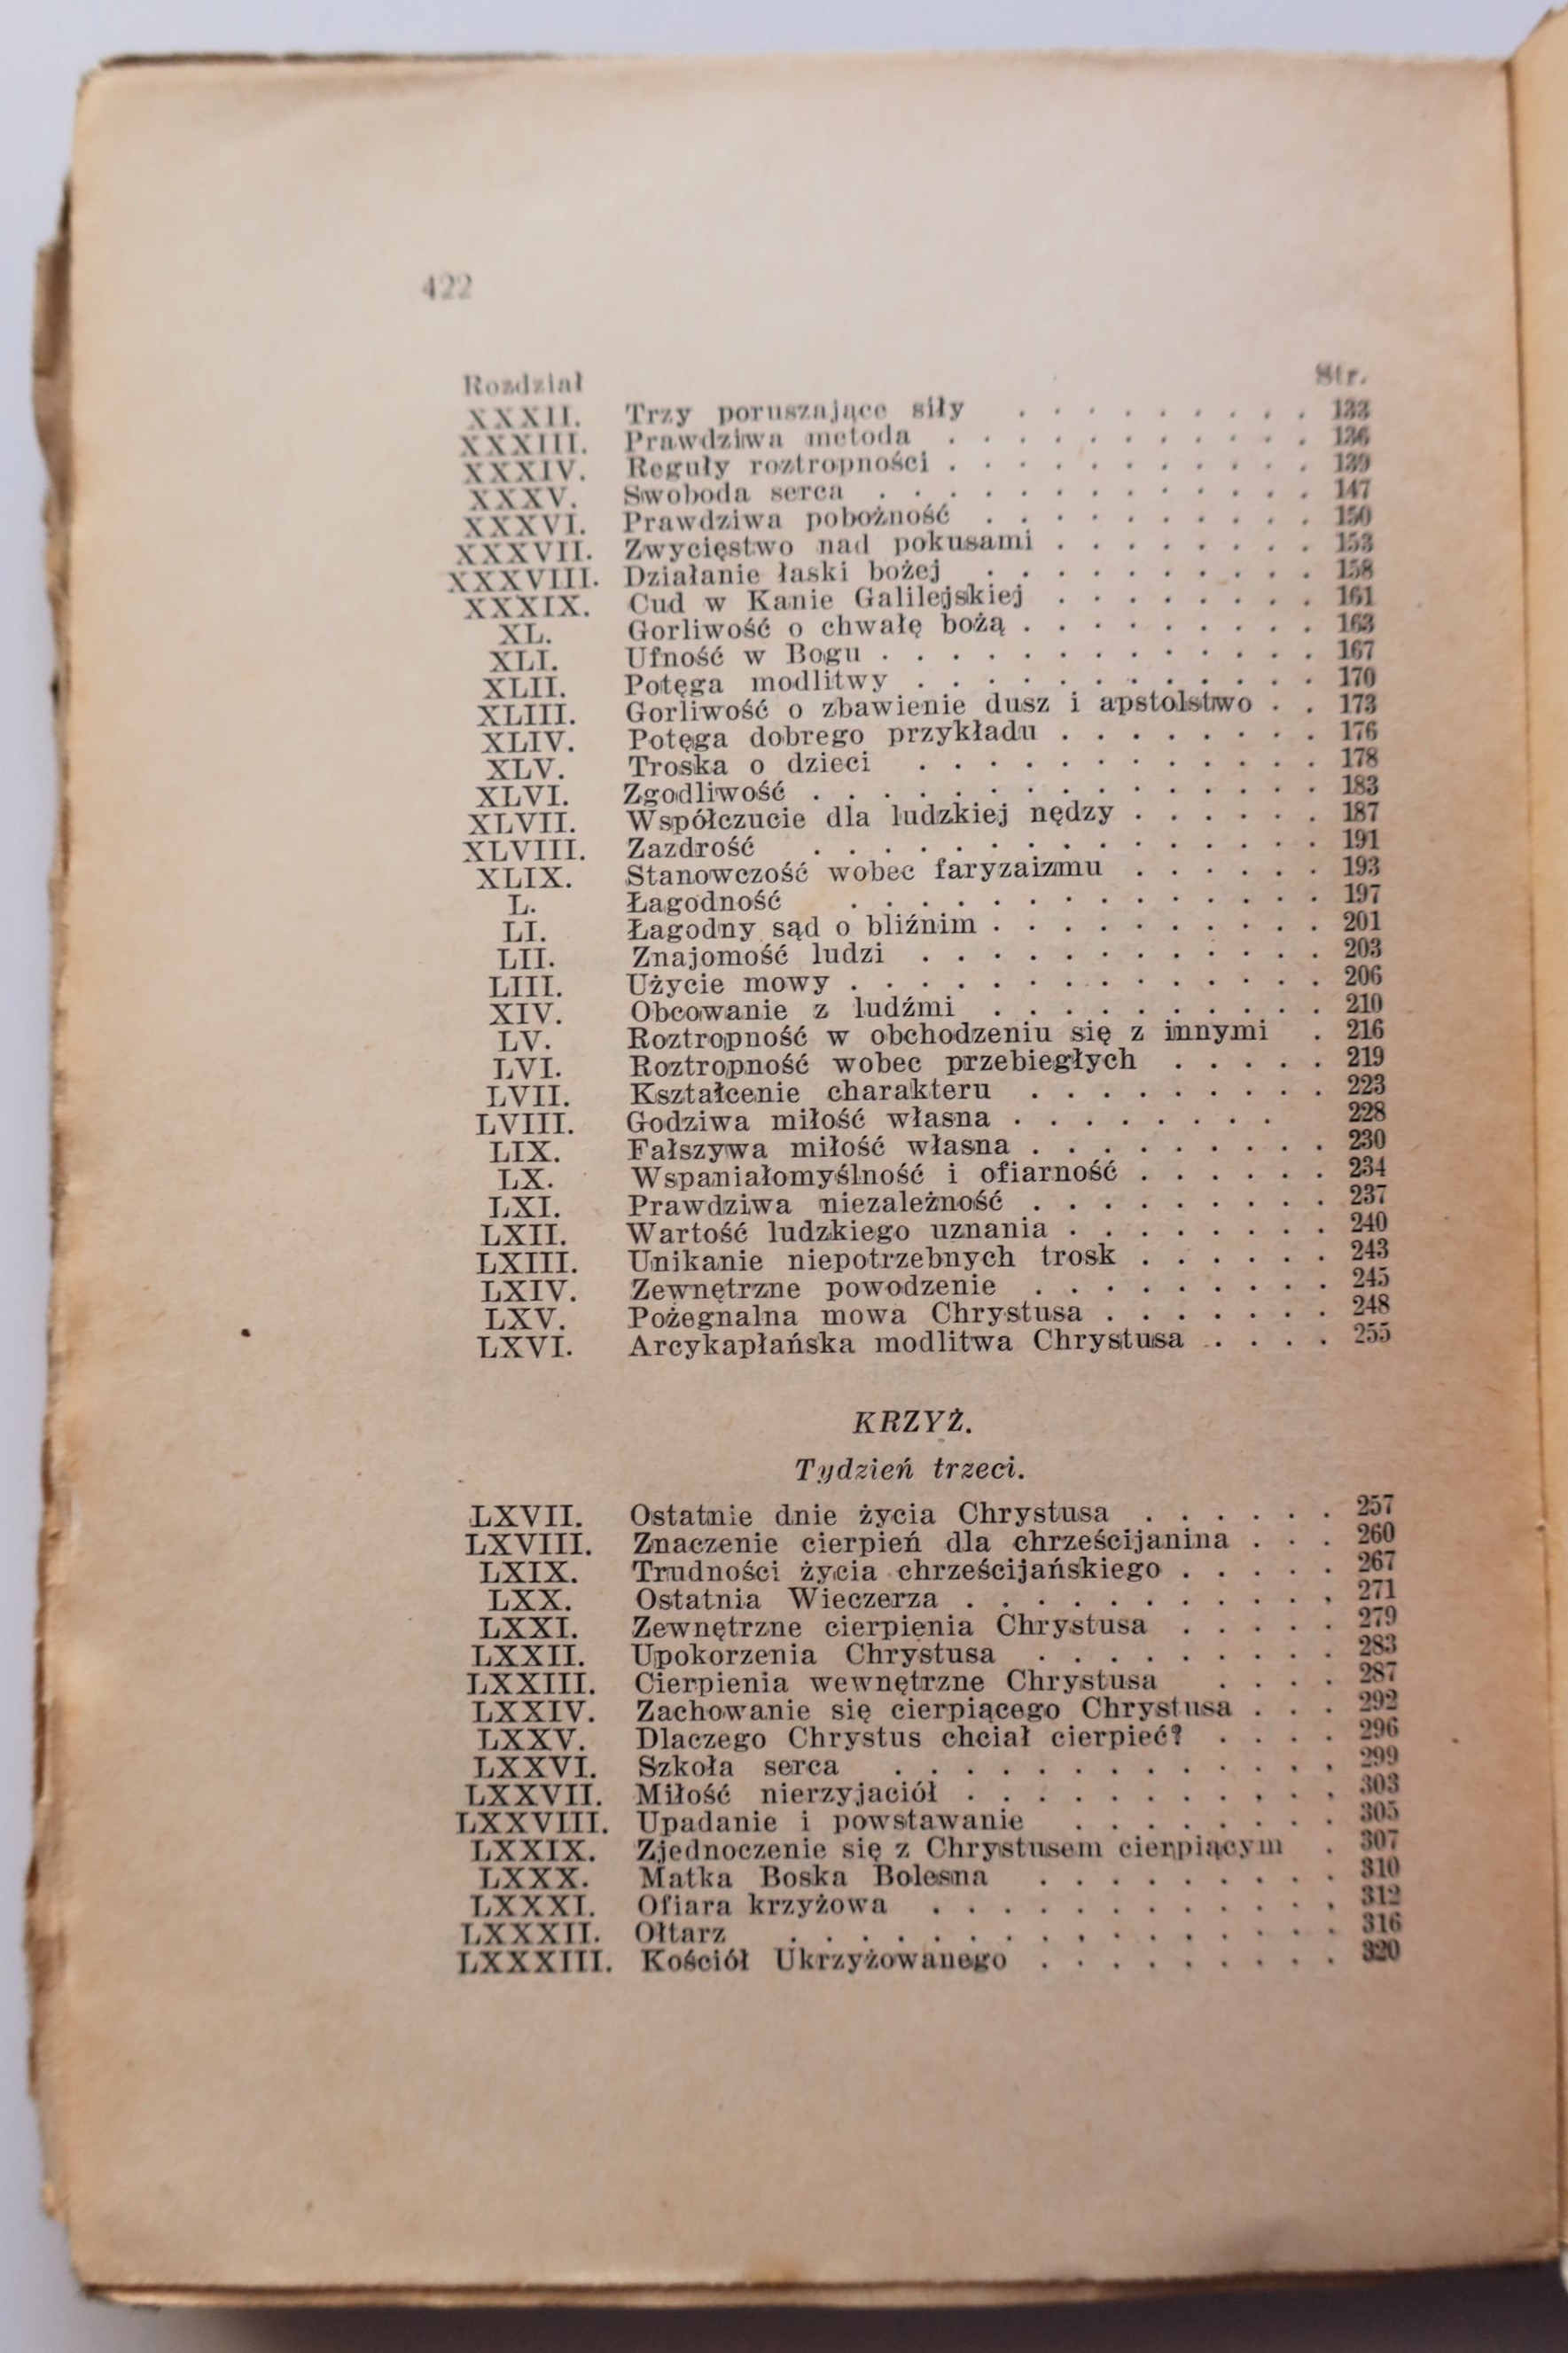 422
Rozdział Str.
XXXII. Trzy poruszające siły . . . . . . . . . 133
XXXIII. Prawdziwa metoda . . . . . . . . . . . 136
XXXIV. Reguły roztropności . . . . . . . . . . . 139
XXXV. Swoboda serca . . . . . . . . . . . . . 147
XXXVI. Prawdziwa pobożność . . . . . . . . . . 150
XXXVII. Zwycięstwo nad pokusami . . . . . . . . 153
XXXVIII. Działanie łaski bożej . . . . . . . . . . 158
XXXIX. Cud w Kanie Galilejskiej . . . . . . . . 161
XL. Gorliwość o chwałę bożą . . . . . . . . . 163
XLI. Ufność w Bogu . . . . . . . . . . . . . 167
XLII. Potęga modlitwy . . . . . . . . . . . . 170
XLIII. Gorliwość o zbawienie dusz i apstolstwo . . 173
XLIV. Potęga dobrego przykładu . . . . . . . . 176
XLV. Troska o dzieci . . . . . . . . . . . . 178
XLVI. Zgodliwość . . . . . . . . . . . . . . . 183
XLVII. Współczucie dla ludzkiej nędzy . . . . . . 187
XLVIII. Zazdrość . . . . . . . . . . . . . . . 191
XLIX. Stanowczość wobec faryzaizmu . . . . . . 193
L. Łagodność . . . . . . . . . . . . . . 197
LI. Łagodny sąd o bliźnim . . . . . . . . . . 201
LII. Znajomość ludzi . . . . . . . . . . . . 203
LIII. Użycie mowy . . . . . . . . . . . . . . 206
XIV. Obcowanie z ludźmi . . . . . . . . . . 210
LV. Roztropność w obchodzeniu się z innymi . 216
LVI. Roztropność wobec przebiegłych . . . . . 219
LVII. Kształcenie charakteru . . . . . . . . . 223
LVIII. Godziwa miłość własna . . . . . . . . 228
LIX. Fałszywa miłość własna . . . . . . . . . 230
LX. Wspaniałomyślność i ofiarność . . . . . . 234
LXI. Prawdziwa niezależność . . . . . . . . . 237
LXII. Wartość ludzkiego uznania . . . . . . . . 240
LXIII. Unikanie niepotrzebnych trosk . . . . . . 243
LXIV. Zewnętrzne powodzenie . . . . . . . . . 245
LXV. Pożegnalna mowa Chrystusa . . . . . . . 248
LXVI. Arcykapłańska modlitwa Chrystusa . . . . 255
KRZYŻ.
Tydzień trzeci.
LXVII. Ostatnie dnie życia Chrystusa . . . . . . 257
LXVIII. Znaczenie cierpień dla chrześcijanina . . . 260
LXIX. Trudności życia chrześcijańskiego . . . . . 267
LXX. Ostatnia Wieczerza . . . . . . . . . . . 271
LXXI. Zewnętrzne cierpienia Chrystusa . . . . . 279
LXXII. Upokorzenia Chrystusa . . . . . . . . . 283
LXXIII. Cierpienia wewnętrzne Chrystusa . . . . 287
LXXIV. Zachowanie się cierpiącego Chrystusa . . . 292
LXXV. Dlaczego Chrystus chciał cierpieć? . . . . 296
LXXVI. Szkoła serca . . . . . . . . . . . . . 299
LXXVII. Miłość nierzyjaciół . . . . . . . . . . . 303
LXXVIII. Upadanie i powstawanie . . . . . . . . 305
LXXIX. Zjednoczenie się z Chrystusem cierpiącym . 307
LXXX. Matka Boska Bolesna . . . . . . . . . 310
LXXXI. Ofiara krzyżowa . . . . . . . . . . . . 312
LXXXII. Ołtarz . . . . . . . . . . . . . . . . 316
LXXXIII. Kościół Ukrzyżowanego . . . . . . . . . 320